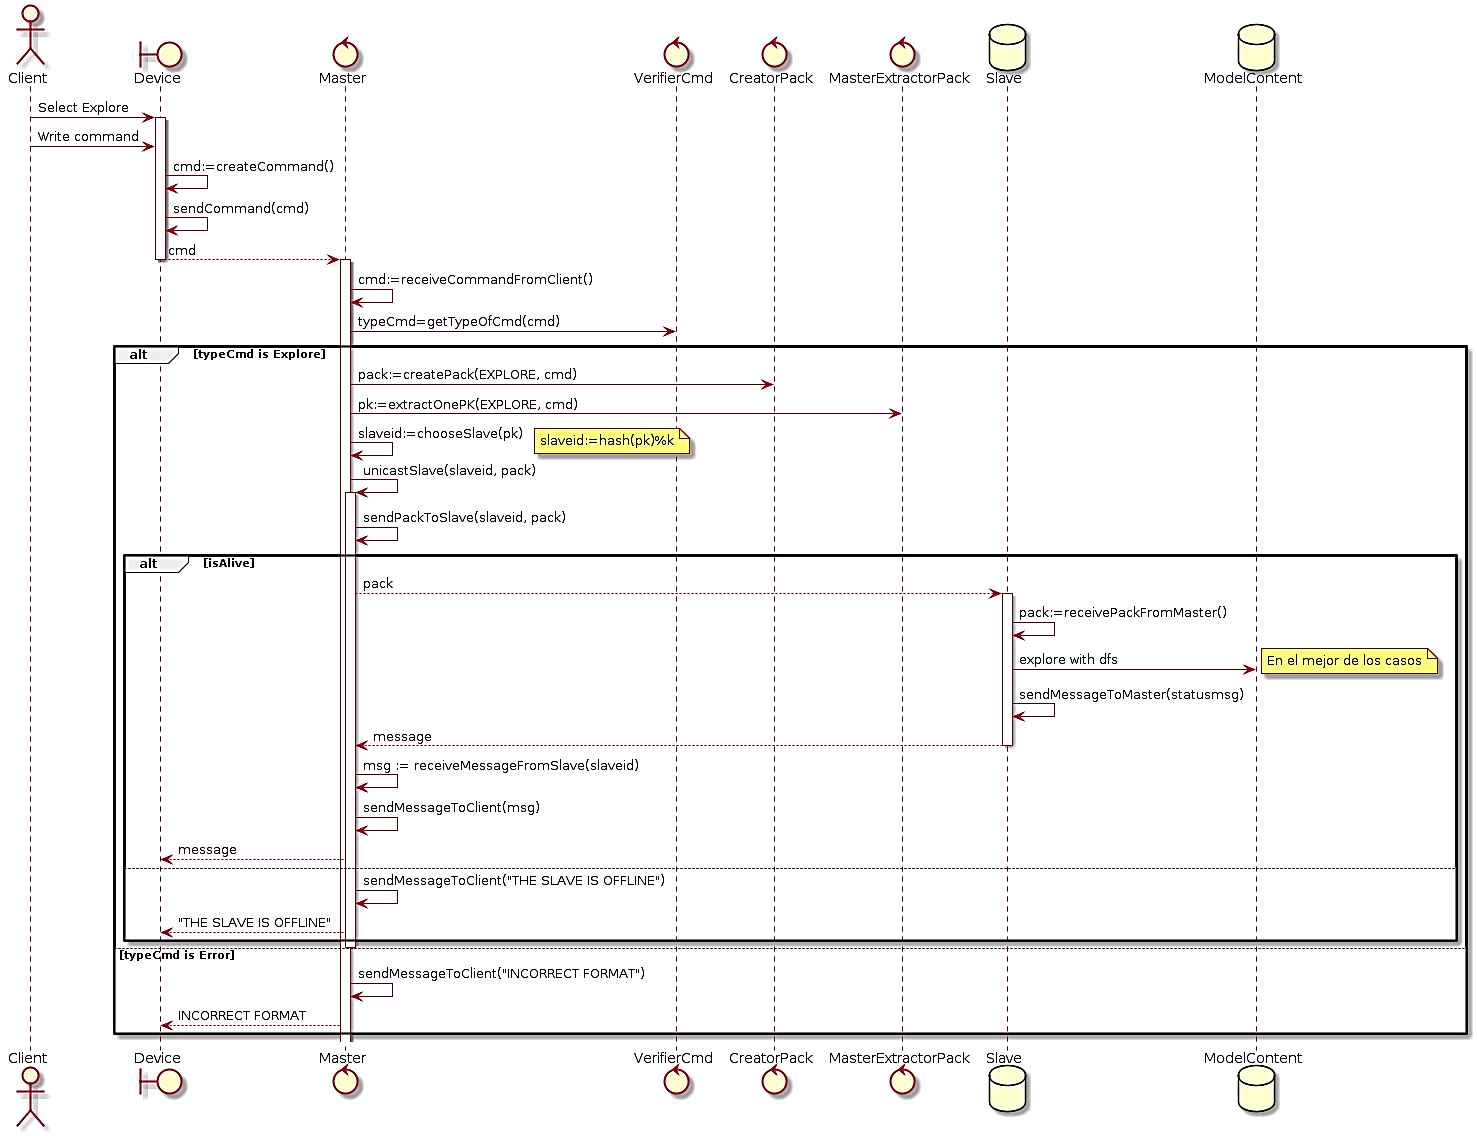 Client
Device
Master
VerifierCmd
CreatorPack
MasterExtractorPack
Slave
ModelContent
Select Explore
Write command
cmd:=createCommand()
sendCommand(cmd)
cmd
cmd:=receiveCommandFromClient()
typeCmd=getTypeOfCmd(cmd)
alt [typeCmd is Explore]
pack:=createPack(EXPLORE, cmd)
pk:=extractOnePK(EXPLORE, cmd)
slaveid:=chooseSlave(pk)
slaveid:=hash(pk)%k
unicastSlave(slaveid, pack)
sendPackToSlave(slaveid, pack)
alt [isAlive]
pack
pack:=receivePackFromMaster()
explore with dfs
En el mejor de los casos
sendMessageToMaster(statusmsg)
message
msg := receiveMessageFromSlave(slaveid)
sendMessageToClient(msg)
message
sendMessageToClient("THE SLAVE IS OFFLINE")
"THE SLAVE IS OFFLINE"
[typeCmd is Error]
sendMessageToClient("INCORRECT FORMAT")
INCORRECT FORMAT
Client
Device
Master
VerifierCmd
CreatorPack
MasterExtractorPack
Slave
ModelContent